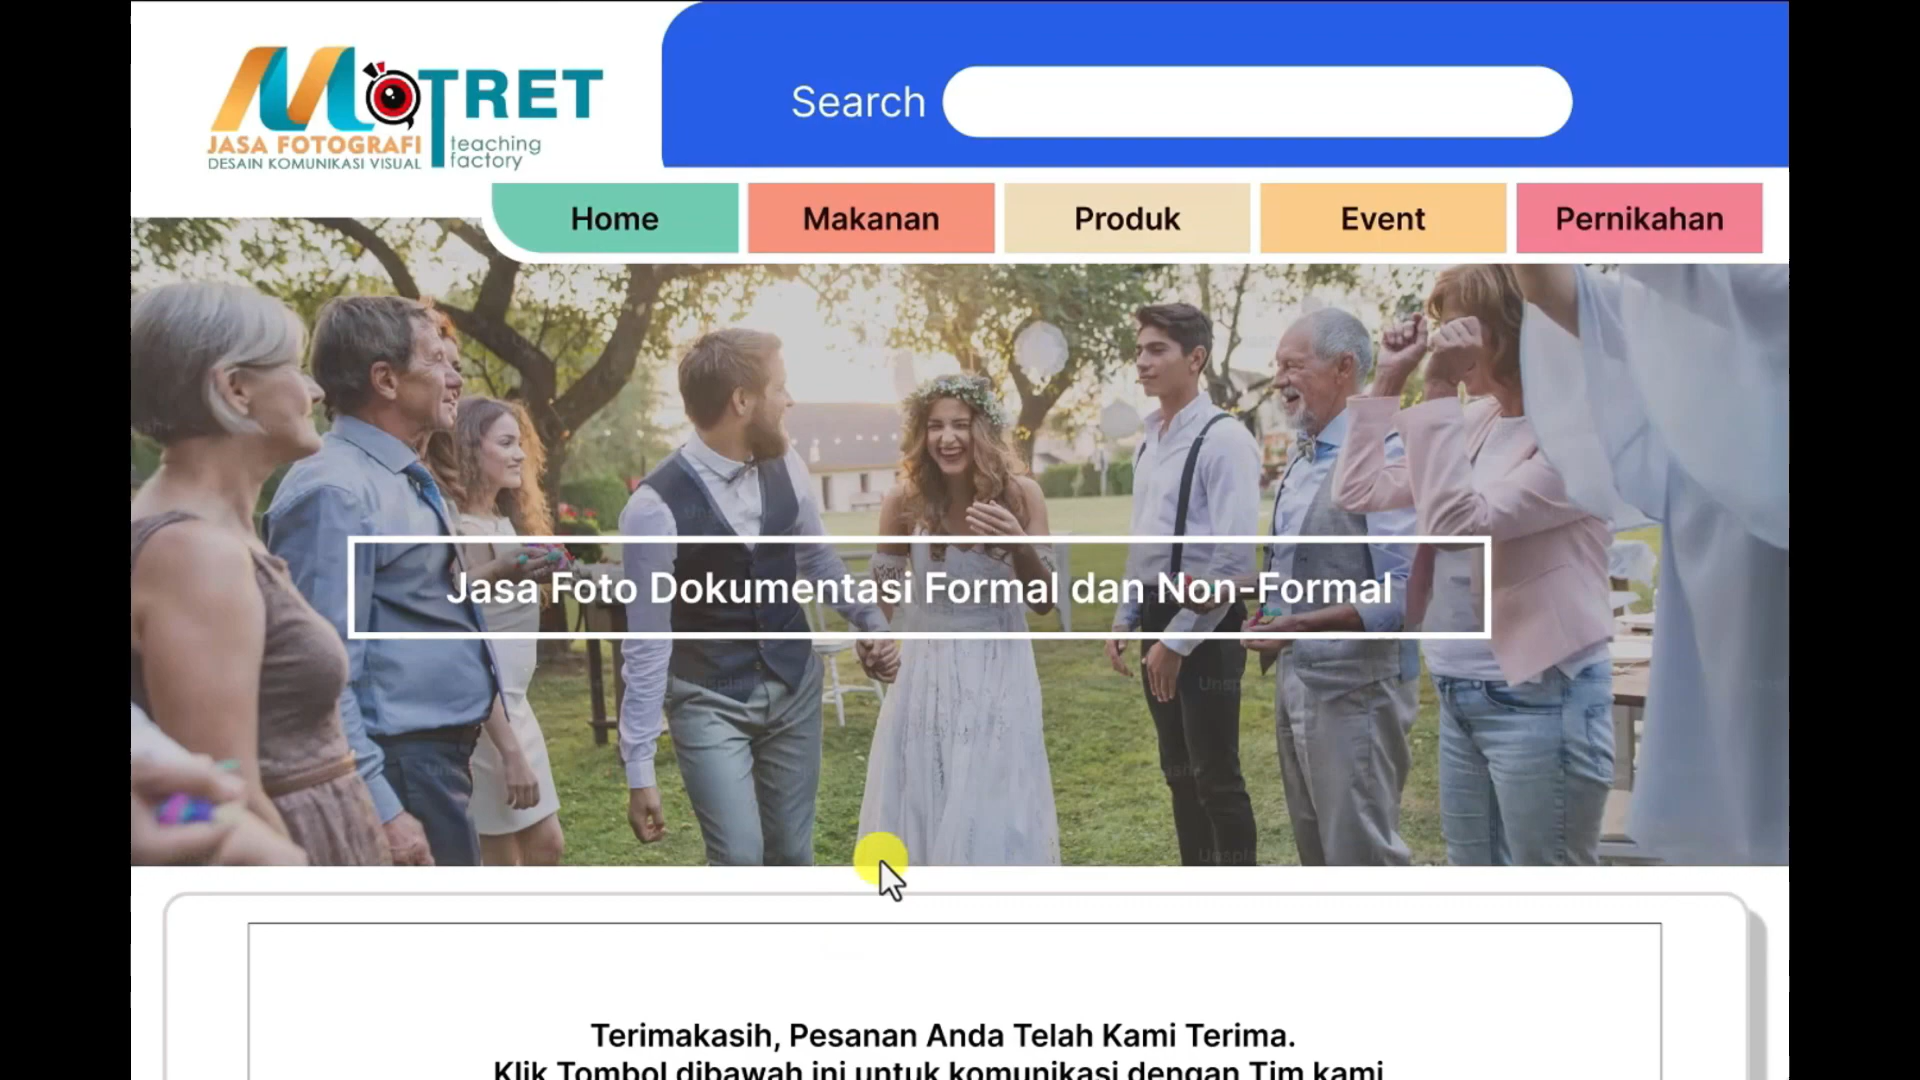 MOTRET
JASA FOTOGRAFI
DESAIN KOMUNIKASI VISUAL
teaching
factory
Search
Home
Makanan
Produk
Event
Pernikahan
Jasa Foto Dokumentasi Formal dan Non-Formal
Terimakasih, Pesanan Anda Telah Kami Terima.
Klik Tombol dibawah ini untuk komunikasi dengan Tim kami